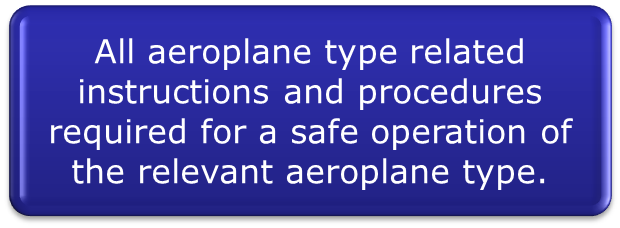 All aeroplane type related
instructions and procedures
required for a safe operation of
the relevant aeroplane type.